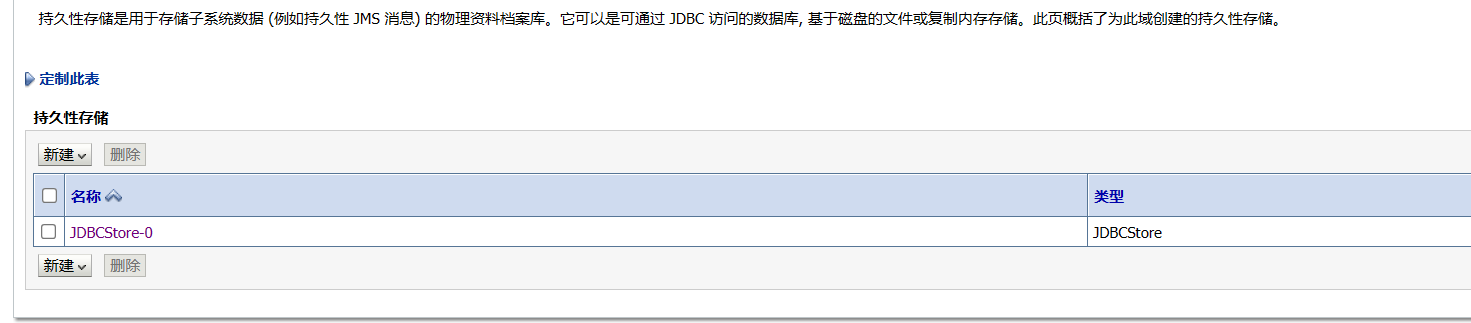 持久性存储是用于存储子系统数据 (例如持久性 JMS 消息) 的物理资料档案库。它可以是可通过 JDBC 访问的数据库, 基于磁盘的文件或复制内存存储。此页概括了为此域创建的持久性存储。
定制此表
持久性存储
新建 删除
名称 类型
JDBCStore-0 JDBCStore
新建 删除